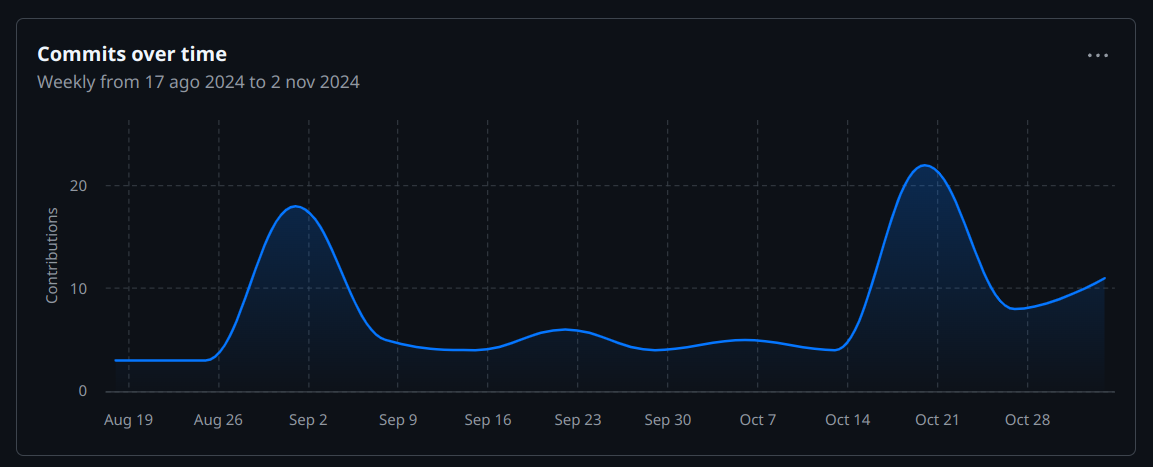 Commits over time
Weekly from 17 ago 2024 to 2 nov 2024
Contributions
20
10
0
Aug 19 Aug 26 Sep 2 Sep 9 Sep 16 Sep 23 Sep 30 Oct 7 Oct 14 Oct 21 Oct 28